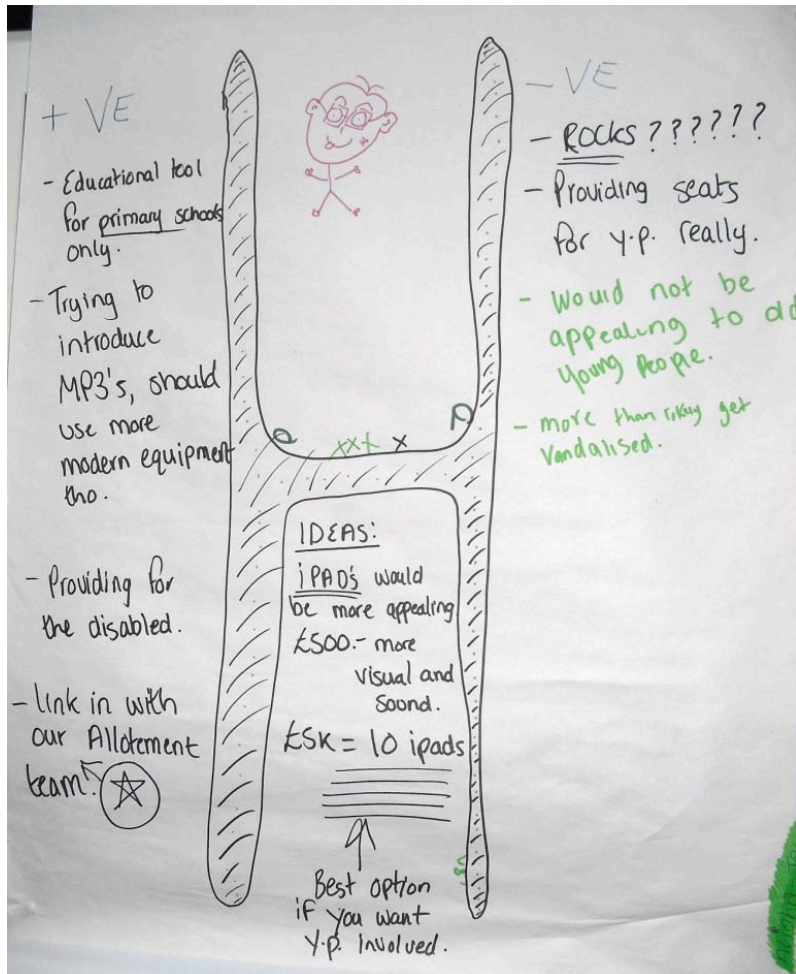 + VE
- Educational tool
for primary schools
only.
- Trying to
introduce
MP3's, should
use more
modern equipment
tho.
- Providing for
the disabled.
- Link in with
our Allotement
team.
- VE
- ROCKS ??????
- Providing seats
for y.p. really.
- Would not be
appealing to old
Young People.
- more than likey get
Vandalised.
xxx x
IDEAS:
iPAD's would
be more appealing
£500.- more
visual and
Sound.
£5K = 10 ipads
Best option
if you want
y.p. involved.